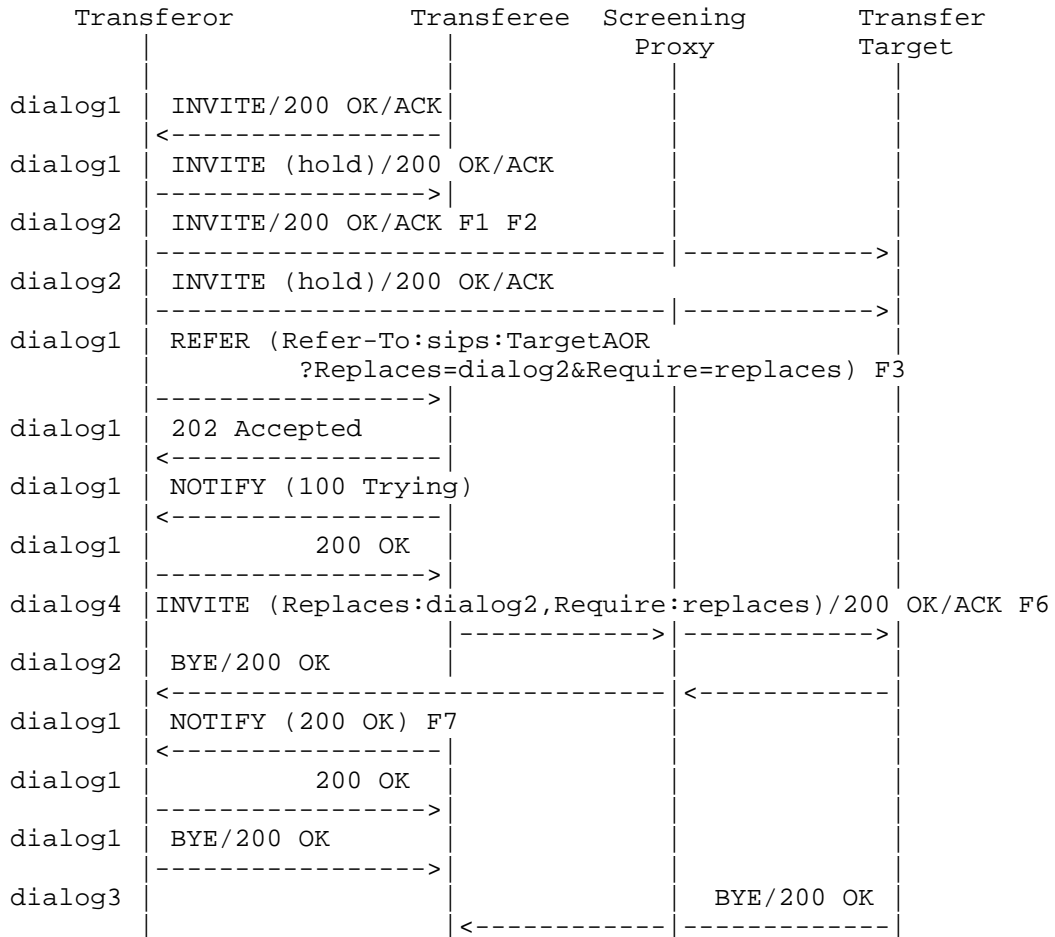 Transferor Transferee Screening Transfer
Proxy Target
dialog1 INVITE/200 OK/ACK
dialog1 INVITE (hold)/200 OK/ACK
dialog2 INVITE/200 OK/ACK F1 F2
dialog2 INVITE (hold)/200 OK/ACK
dialog1 REFER (Refer-To:sips:TargetAOR
?Replaces=dialog2&Require=replaces) F3
dialog1 202 Accepted
dialog1 NOTIFY (100 Trying)
dialog1 200 OK
dialog4 INVITE (Replaces:dialog2,Require:replaces)/200 OK/ACK F6
dialog2 BYE/200 OK
dialog1 NOTIFY (200 OK) F7
dialog1 200 OK
dialog1 BYE/200 OK
dialog3 BYE/200 OK